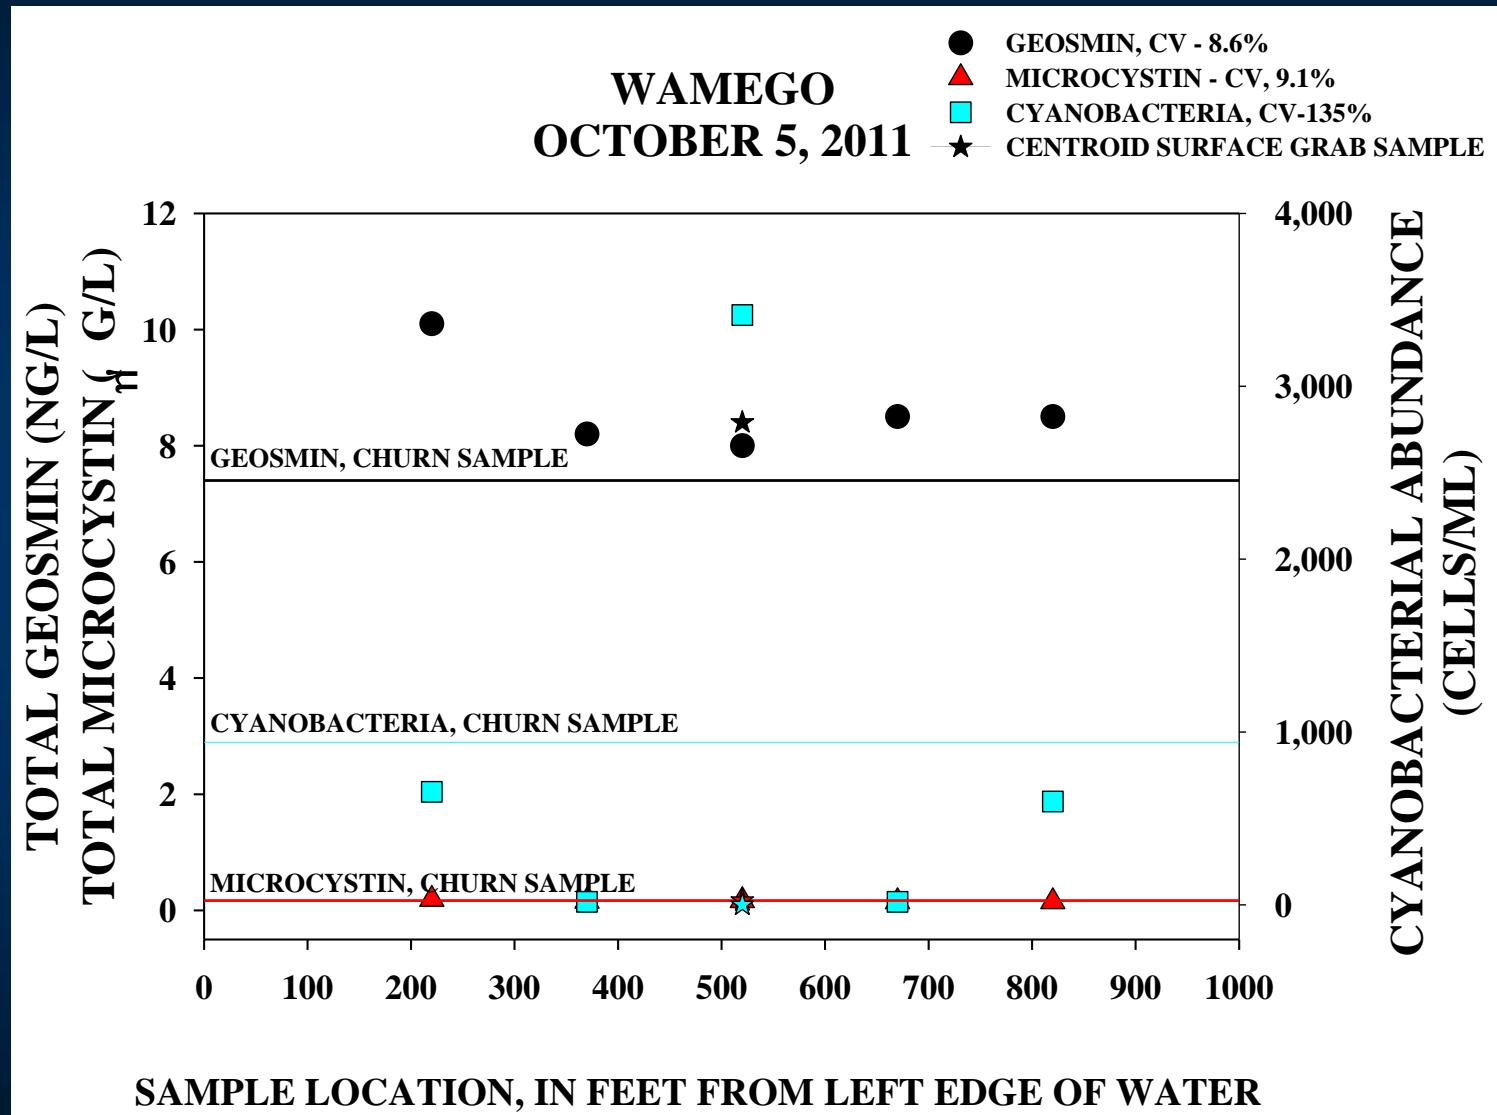 GEOSMIN, CV - 8.6%
MICROCYSTIN - CV, 9.1%
CYANOBACTERIA, CV-135%
CENTROID SURFACE GRAB SAMPLE
WAMEGO
OCTOBER 5, 2011
TOTAL GEOSMIN (NG/L)
TOTAL MICROCYSTIN ( G/L)
12
10
8
6
4
2
0
GEOSMIN, CHURN SAMPLE
CYANOBACTERIA, CHURN SAMPLE
MICROCYSTIN, CHURN SAMPLE
4,000
3,000
2,000
1,000
0
CYANOBACTERIAL ABUNDANCE
(CELLS/ML)
0 100 200 300 400 500 600 700 800 900 1000
SAMPLE LOCATION, IN FEET FROM LEFT EDGE OF WATER